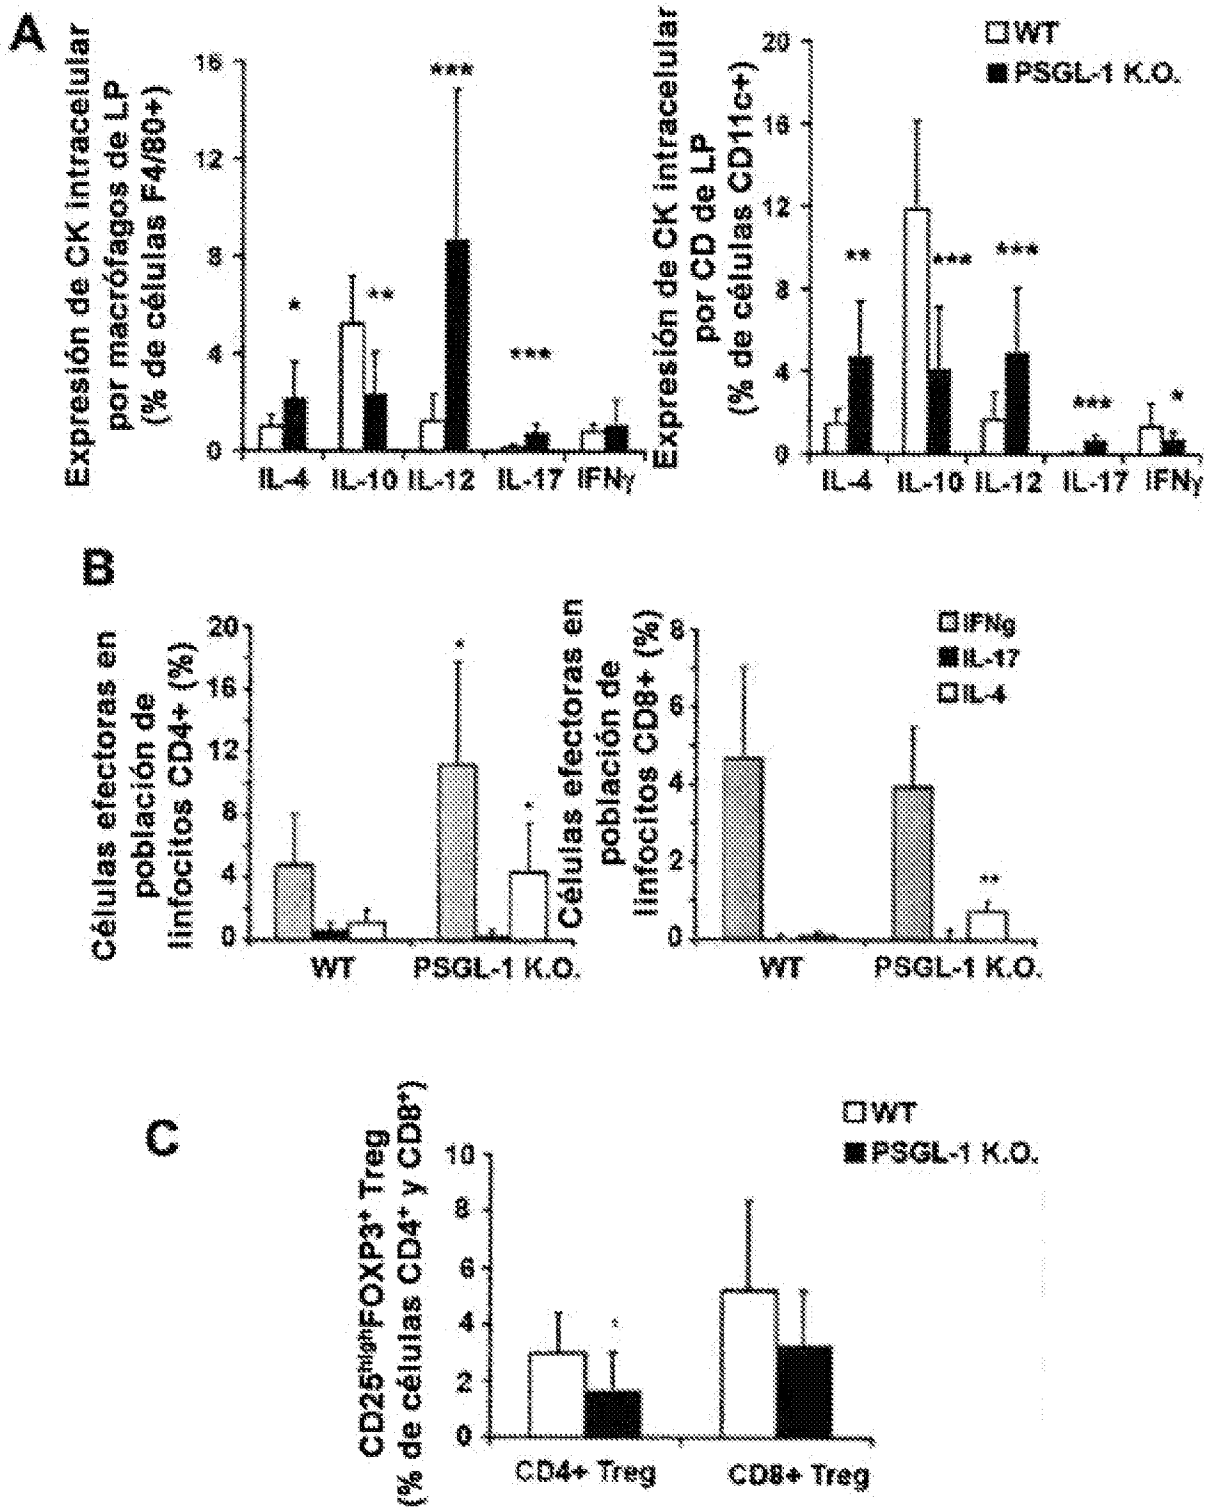 A
Expresión de CK intracelular
por macrófagos de LP
(% de células F4/80+)
16
12
8
4
0
*
**
***
***
IL-4 IL-10 IL-12 IL-17 IFNγ
Expresión de CK intracelular
por CD de LP
(% de células CD11c+)
20
16
12
8
4
0
**
***
***
***
*
IL-4 IL-10 IL-12 IL-17 IFNγ
WT
PSGL-1 K.O.
B
Células efectoras en
población de
linfocitos CD4+ (%)
20
16
12
8
4
0
*
*
WT PSGL-1 K.O.
Células efectoras en
población de
linfocitos CD8+ (%)
8
6
4
2
0
**
WT PSGL-1 K.O.
IFNg
IL-17
IL-4
C
CD25highFOXP3+ Treg
(% de células CD4+ y CD8+)
10
8
6
4
2
0
*
CD4+ Treg CD8+ Treg
WT
PSGL-1 K.O.